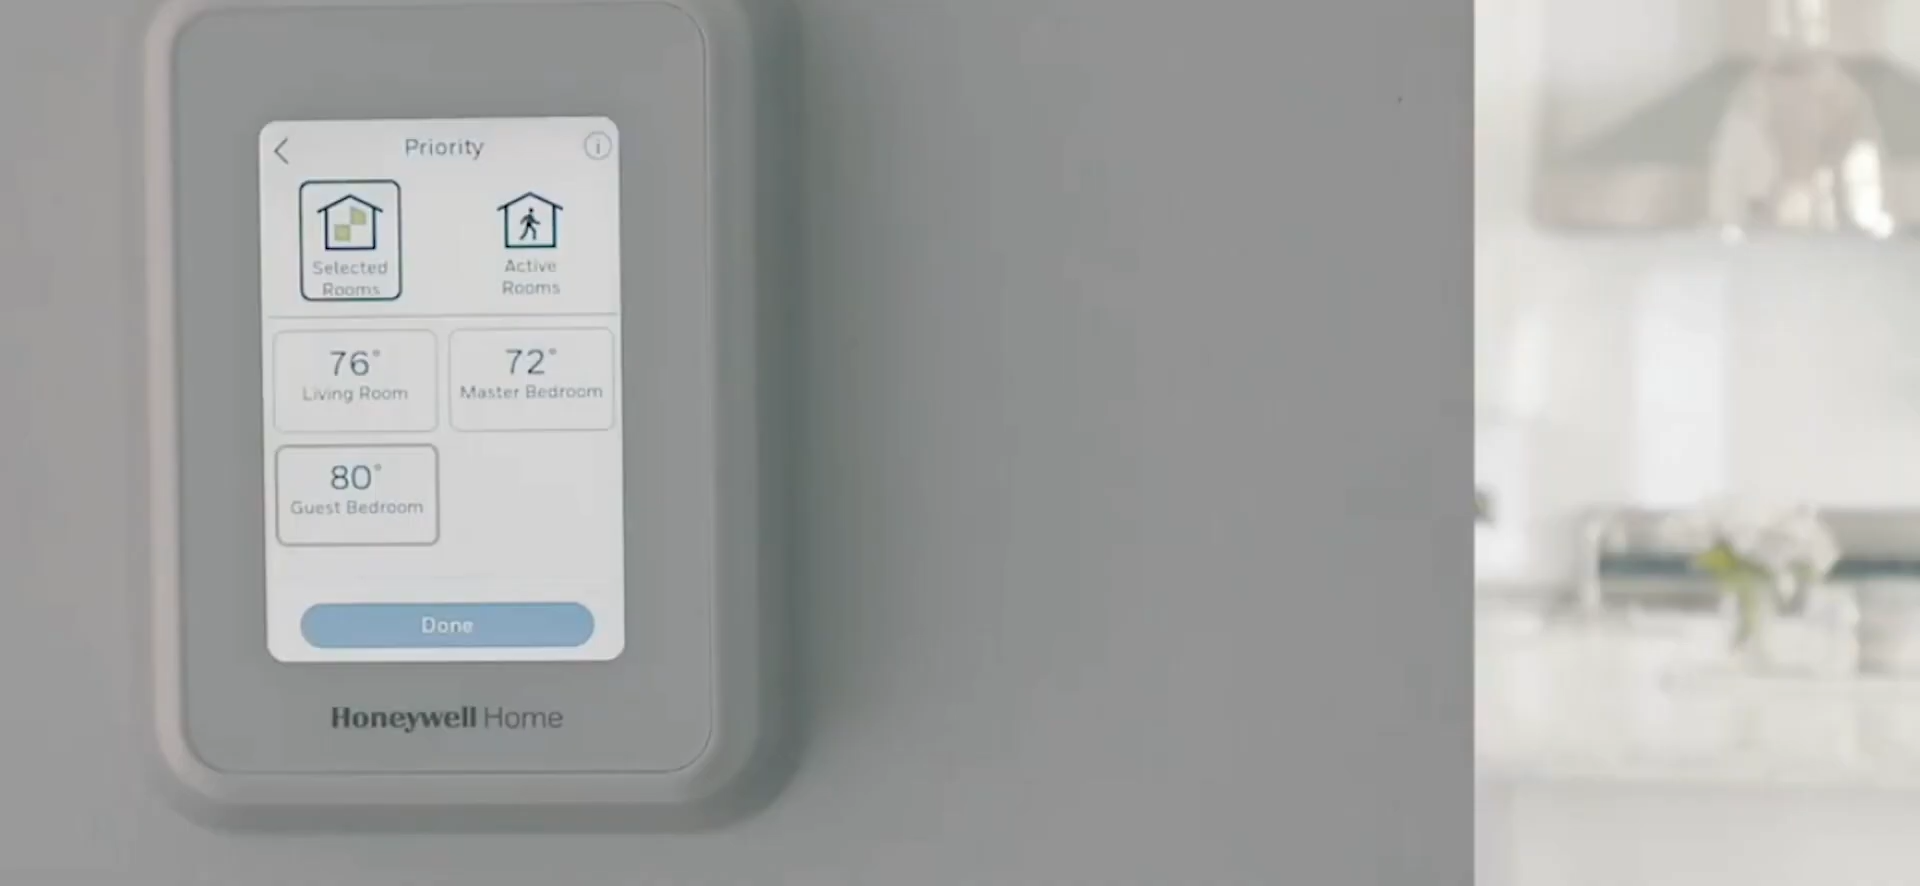 Priority
Selected
Rooms
Active
Rooms
76°
Living Room
72°
Master Bedroom
80°
Guest Bedroom
Done
Honeywell Home